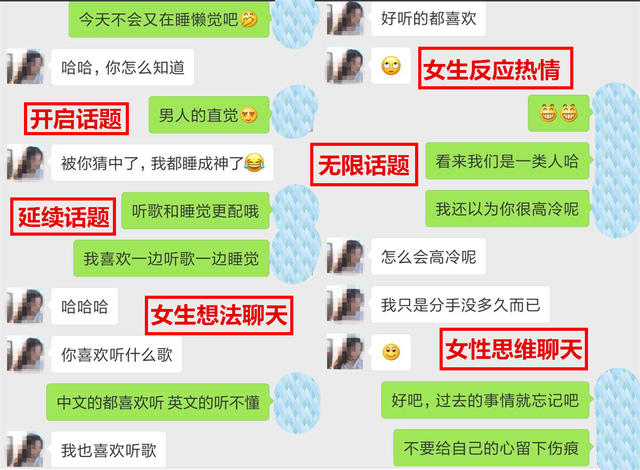 今天不会又在睡懒觉吧
哈哈，你怎么知道
开启话题
男人的直觉
被你猜中了，我都睡成神了
延续话题
听歌和睡觉更配哦
我喜欢一边听歌一边睡觉
哈哈哈
女生想法聊天
你喜欢听什么歌
中文的都喜欢听 英文的听不懂
我也喜欢听歌
好听的都喜欢
女生反应热情
无限话题
看来我们是一类人哈
我还以为你很高冷呢
怎么会高冷呢
我只是分手没多久而已
女性思维聊天
好吧，过去的事情就忘记吧
不要给自己的心留下伤痕